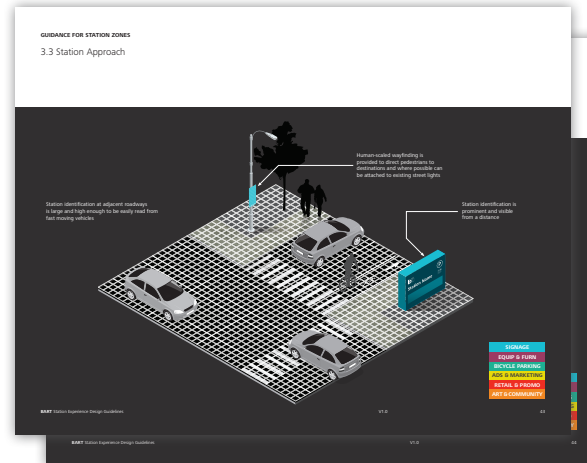 GUIDANCE FOR STATION ZONES
3.3 Station Approach
Human-scaled wayfinding is
provided to direct pedestrians to
destinations and where possible can
be attached to existing street lights
Station identification at adjacent roadways
is large and high enough to be easily read from
fast moving vehicles
Station identification is
prominent and visible
from a distance
Station Name
SIGNAGE
EQUIP & FURN
BICYCLE PARKING
ADS & MARKETING
RETAIL & PROMO
ART & COMMUNITY
BART Station Experience Design Guidelines
V1.0
43
BART Station Experience Design Guidelines
V1.0
44